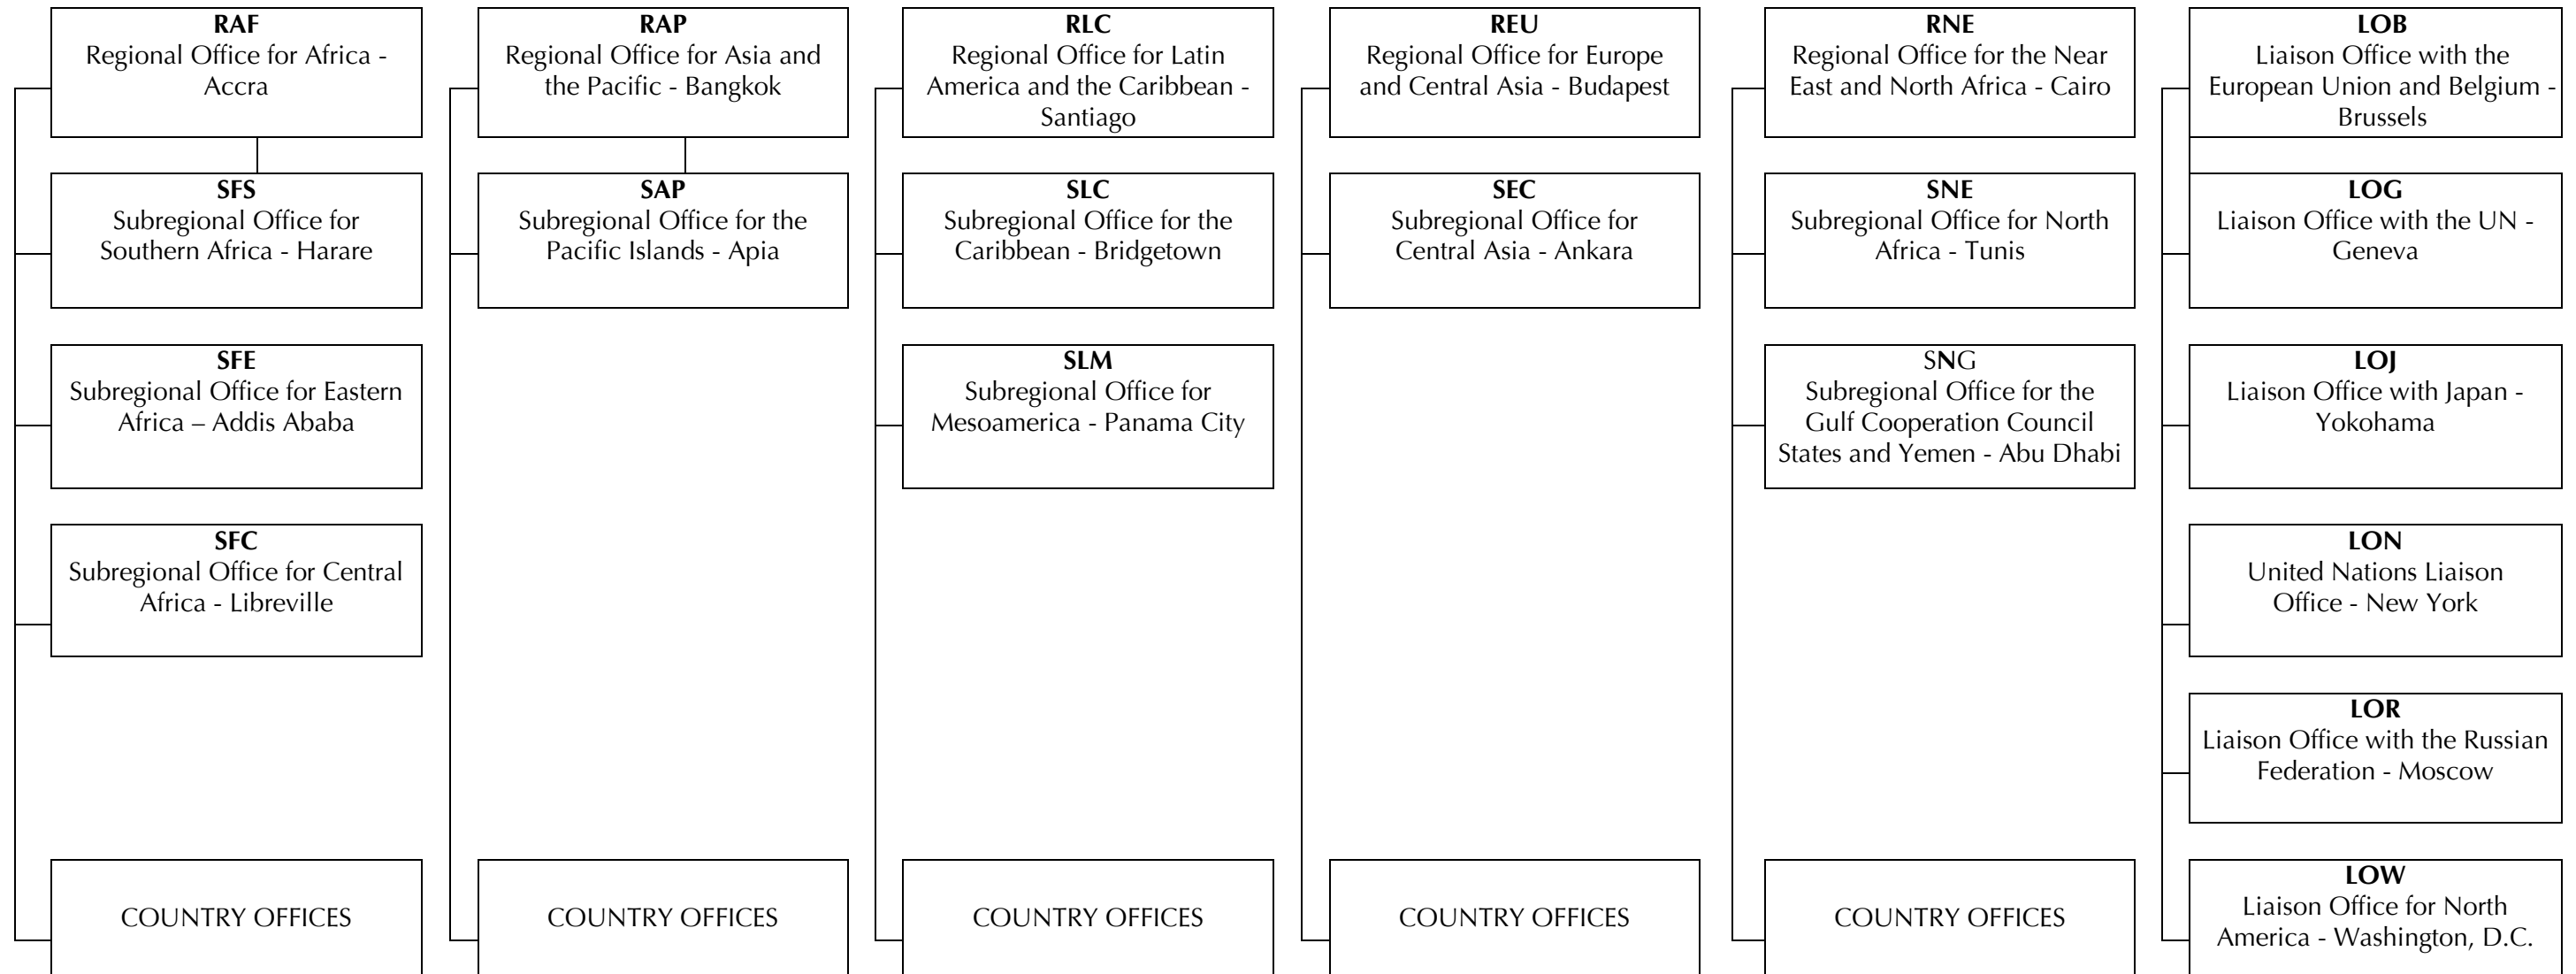 RAF
Regional Office for Africa -
Accra
SFS
Subregional Office for
Southern Africa - Harare
SFE
Subregional Office for Eastern
Africa – Addis Ababa
SFC
Subregional Office for Central
Africa - Libreville
COUNTRY OFFICES
RAP
Regional Office for Asia and
the Pacific - Bangkok
SAP
Subregional Office for the
Pacific Islands - Apia
COUNTRY OFFICES
RLC
Regional Office for Latin
America and the Caribbean -
Santiago
SLC
Subregional Office for the
Caribbean - Bridgetown
SLM
Subregional Office for
Mesoamerica - Panama City
COUNTRY OFFICES
REU
Regional Office for Europe
and Central Asia - Budapest
SEC
Subregional Office for
Central Asia - Ankara
COUNTRY OFFICES
RNE
Regional Office for the Near
East and North Africa - Cairo
SNE
Subregional Office for North
Africa - Tunis
SNG
Subregional Office for the
Gulf Cooperation Council
States and Yemen - Abu Dhabi
COUNTRY OFFICES
LOB
Liaison Office with the
European Union and Belgium -
Brussels
LOG
Liaison Office with the UN -
Geneva
LOJ
Liaison Office with Japan -
Yokohama
LON
United Nations Liaison
Office - New York
LOR
Liaison Office with the Russian
Federation - Moscow
LOW
Liaison Office for North
America - Washington, D.C.